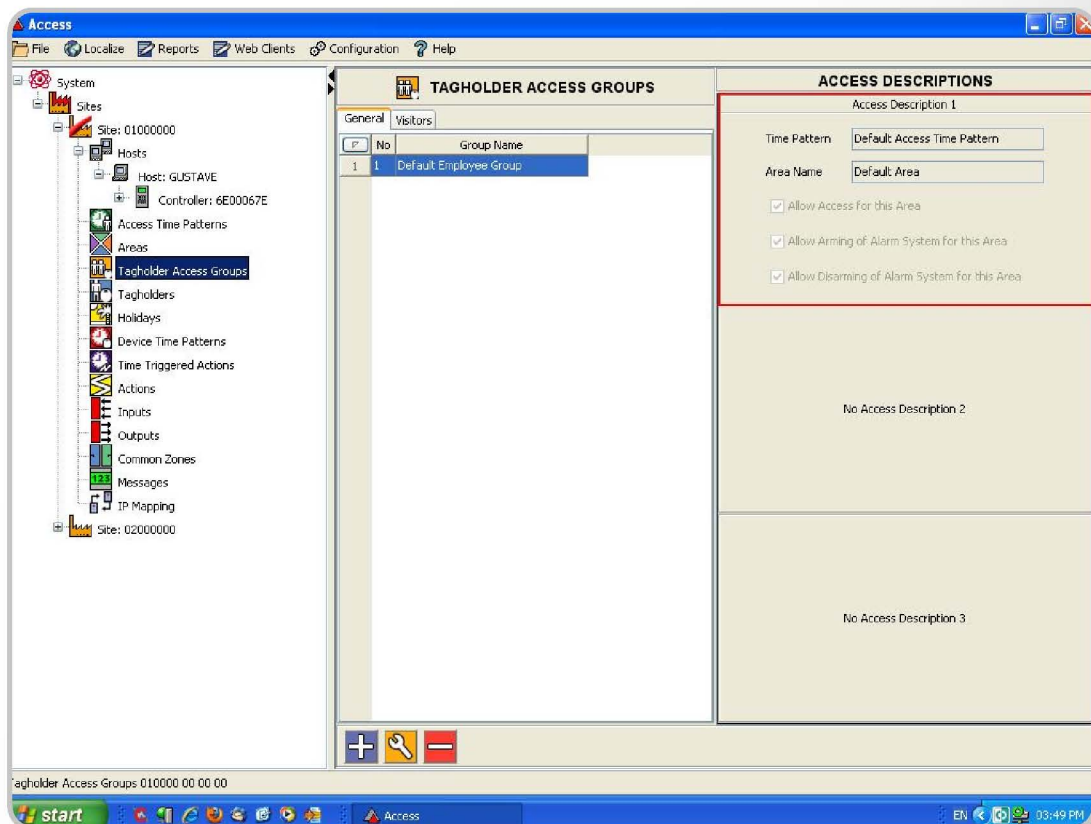 Access
File Localize Reports Web Clients Configuration Help
System
Sites
Site: 01000000
Hosts
Host: GUSTAVE
Controller: 6E00067E
Access Time Patterns
Areas
Tagholder Access Groups
Tagholders
Holidays
Device Time Patterns
Time Triggered Actions
Actions
Inputs
Outputs
Common Zones
123
Messages
IP Mapping
Site: 02000000
TAGHOLDER ACCESS GROUPS
General Visitors
No Group Name
1 1 Default Employee Group
ACCESS DESCRIPTIONS
Access Description 1
Time Pattern Default Access Time Pattern
Area Name Default Area
Allow Access for this Area
Allow Arming of Alarm System for this Area
Allow Disarming of Alarm System for this Area
No Access Description 2
No Access Description 3
agholder Access Groups 010000 00 00 00
start Access EN 03:49 PM